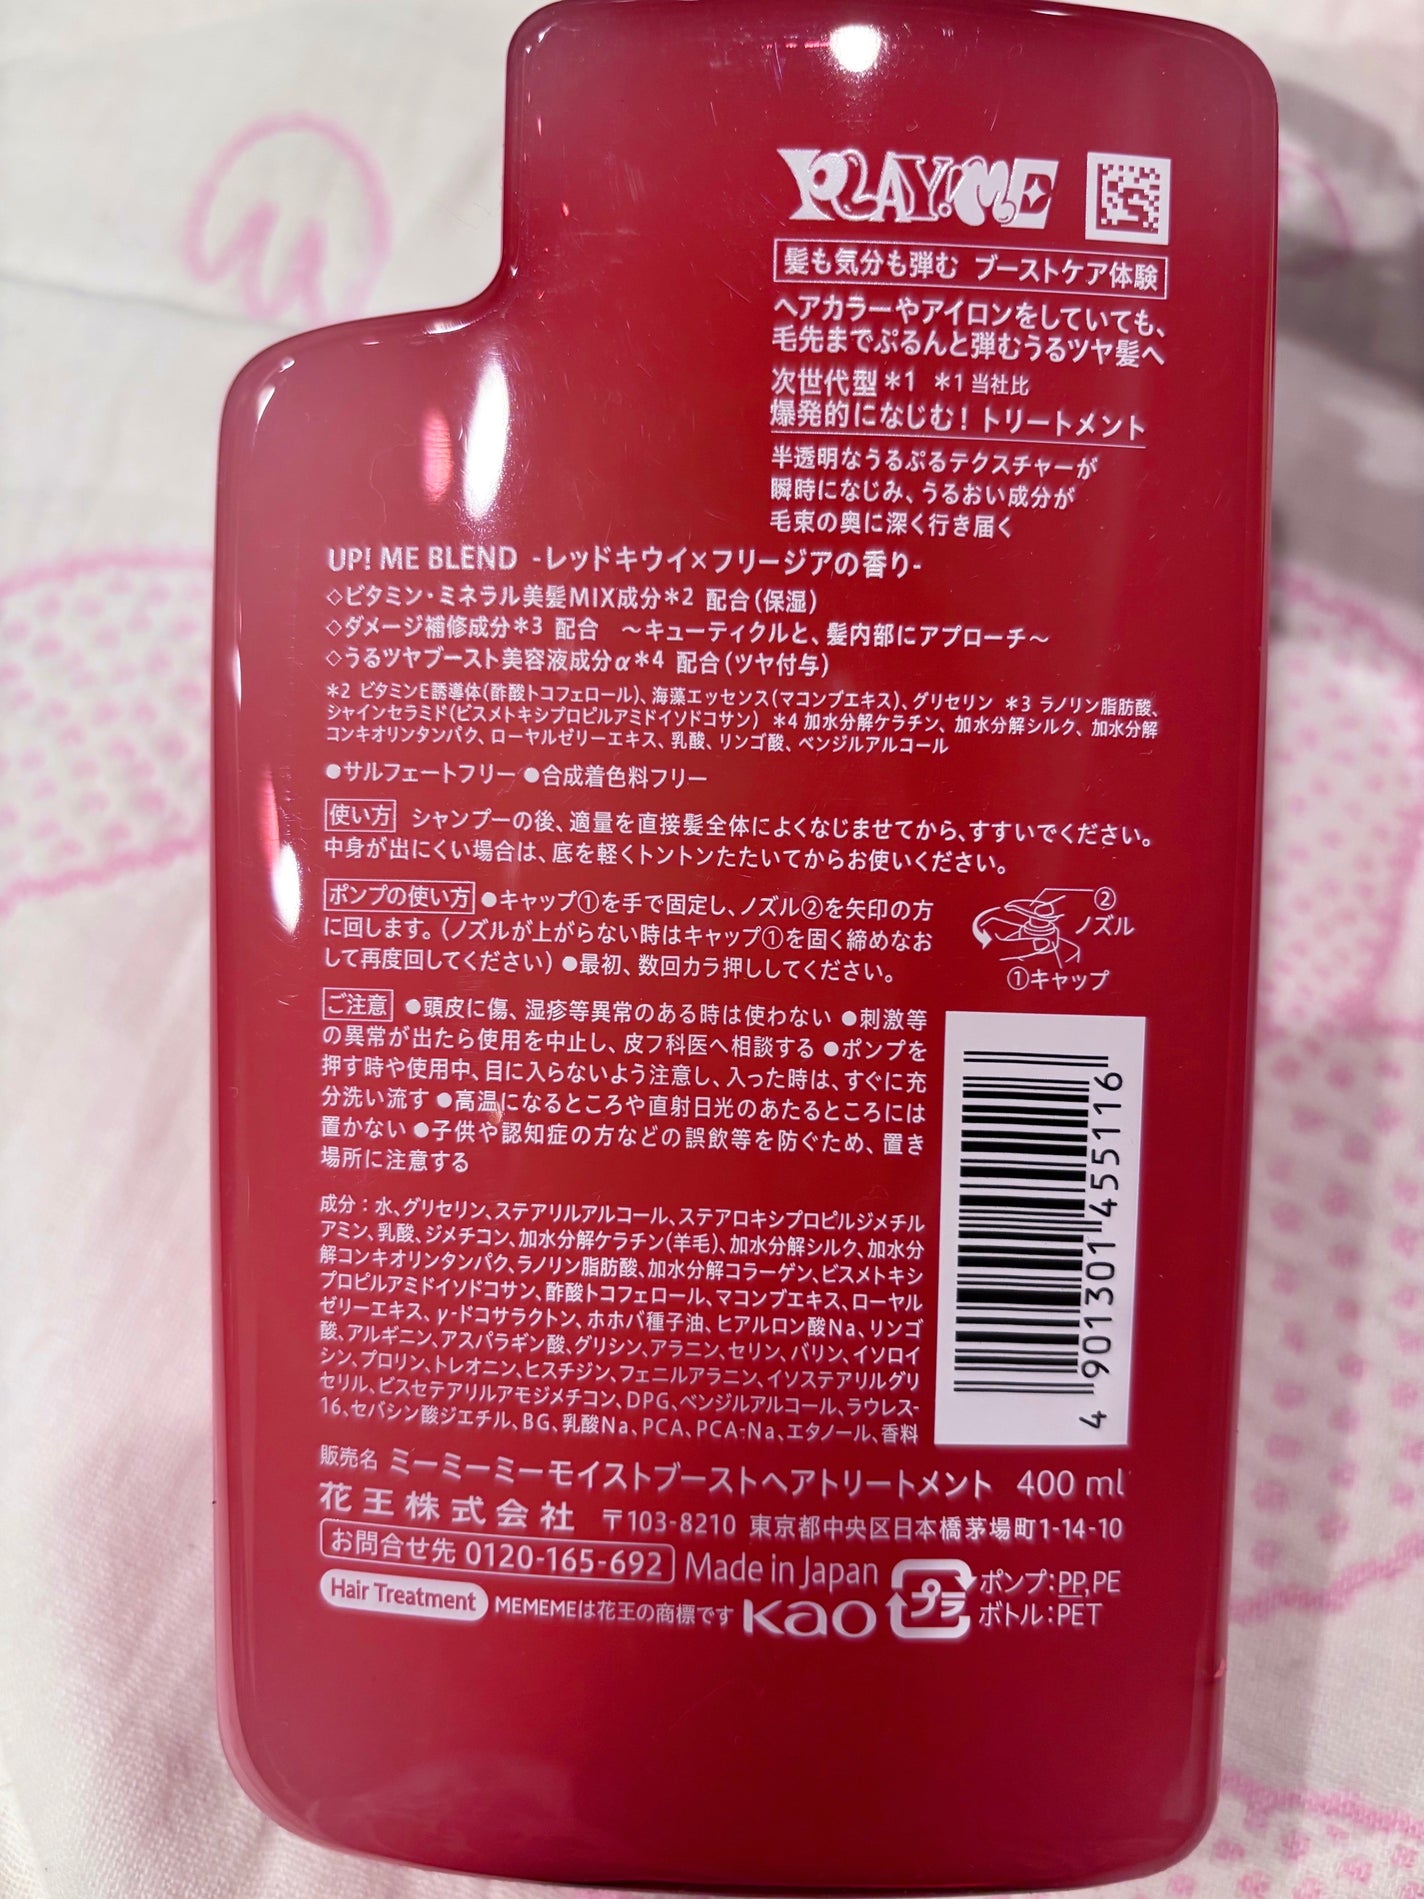 PLAY! ME
髪も気分も弾む ブーストケア体験
ヘアカラーやアイロンをしていても、
毛先までぷるんと弾むうるツヤ髪へ
次世代型*1 *1 当社比
爆発的になじむ! トリートメント
半透明なうるぷるテクスチャーが
瞬時になじみ、うるおい成分が
毛束の奥に深く行き届く
UP! ME BLEND -レッドキウイ×フリージアの香り-
◇ビタミン・ミネラル美髪MIX成分*2 配合(保湿)
◇ダメージ補修成分*3 配合 ～キューティクルと、髪内部にアプローチ～
◇うるツヤブースト美容液成分α*4 配合(ツヤ付与)
*2 ビタミンE誘導体(酢酸トコフェロール)、海藻エッセンス(マコンブエキス)、グリセリン *3 ラノリン脂肪酸、
シャインセラミド(ビスメトキシプロピルアミドイソドコサン) *4 加水分解ケラチン、加水分解シルク、加水分解
コンキオリンタンパク、ローヤルゼリーエキス、乳酸、リンゴ酸、ベンジルアルコール
●サルフェートフリー ●合成着色料フリー
使い方 シャンプーの後、適量を直接髪全体によくなじませてから、すすいでください。
中身が出にくい場合は、底を軽くトントンたたいてからお使いください。
ポンプの使い方 ●キャップ①を手で固定し、ノズル②を矢印の方
に回します。(ノズルが上がらない時はキャップ①を固く締めなお
して再度回してください) ●最初、数回カラ押ししてください。
②
ノズル
①キャップ
ご注意 ●頭皮に傷、湿疹等異常のある時は使わない ●刺激等
の異常が出たら使用を中止し、皮フ科医へ相談する ●ポンプを
押す時や使用中、目に入らないよう注意し、入った時は、すぐに充
分洗い流す ●高温になるところや直射日光のあたるところには
置かない ●子供や認知症の方などの誤飲等を防ぐため、置き
場所に注意する
成分：水、グリセリン、ステアリルアルコール、ステアロキシプロピルジメチル
アミン、乳酸、ジメチコン、加水分解ケラチン(羊毛)、加水分解シルク、加水分
解コンキオリンタンパク、ラノリン脂肪酸、加水分解コラーゲン、ビスメトキシ
プロピルアミドイソドコサン、酢酸トコフェロール、マコンブエキス、ローヤル
ゼリーエキス、γ-ドコサラクトン、ホホバ種子油、ヒアルロン酸Na、リンゴ
酸、アルギニン、アスパラギン酸、グリシン、アラニン、セリン、バリン、イソロイ
シン、プロリン、トレオニン、ヒスチジン、フェニルアラニン、イソステアリルグリ
セリル、ビスセテアリルアモジメチコン、DPG、ベンジルアルコール、ラウレス-
16、セバシン酸ジエチル、BG、乳酸Na、PCA、PCA-Na、エタノール、香料
4 901301 455116
販売名 ミーミーミーモイストブーストヘアトリートメント 400 ml
花王株式会社 〒103-8210 東京都中央区日本橋茅場町1-14-10
お問合せ先 0120-165-692 Made in Japan
Hair Treatment MEMEMEは花王の商標です Kao
プラ
ポンプ:PP,PE
ボトル:PET